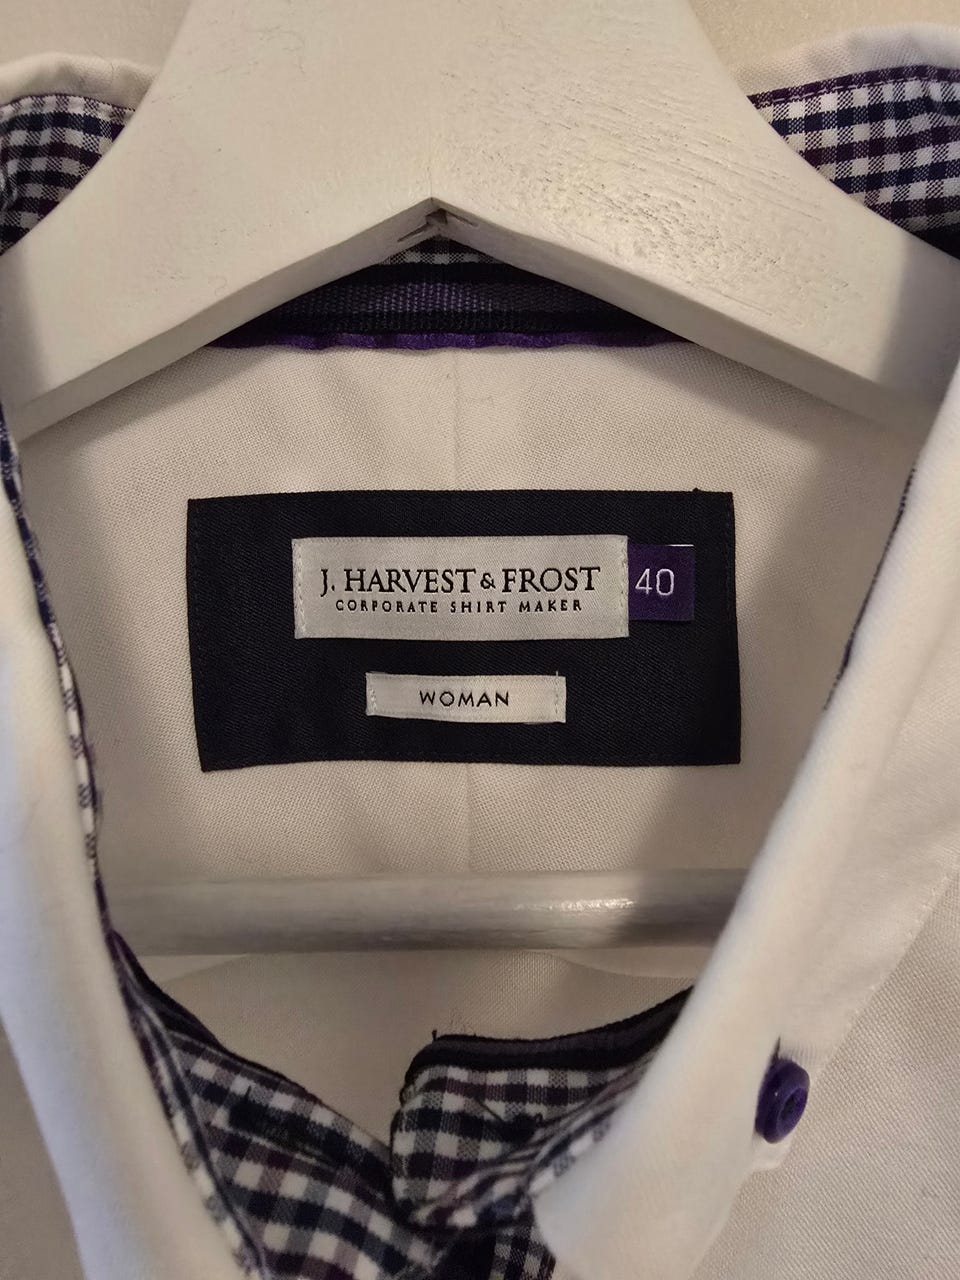 J. HARVEST & FROST
CORPORATE SHIRT MAKER
40
WOMAN